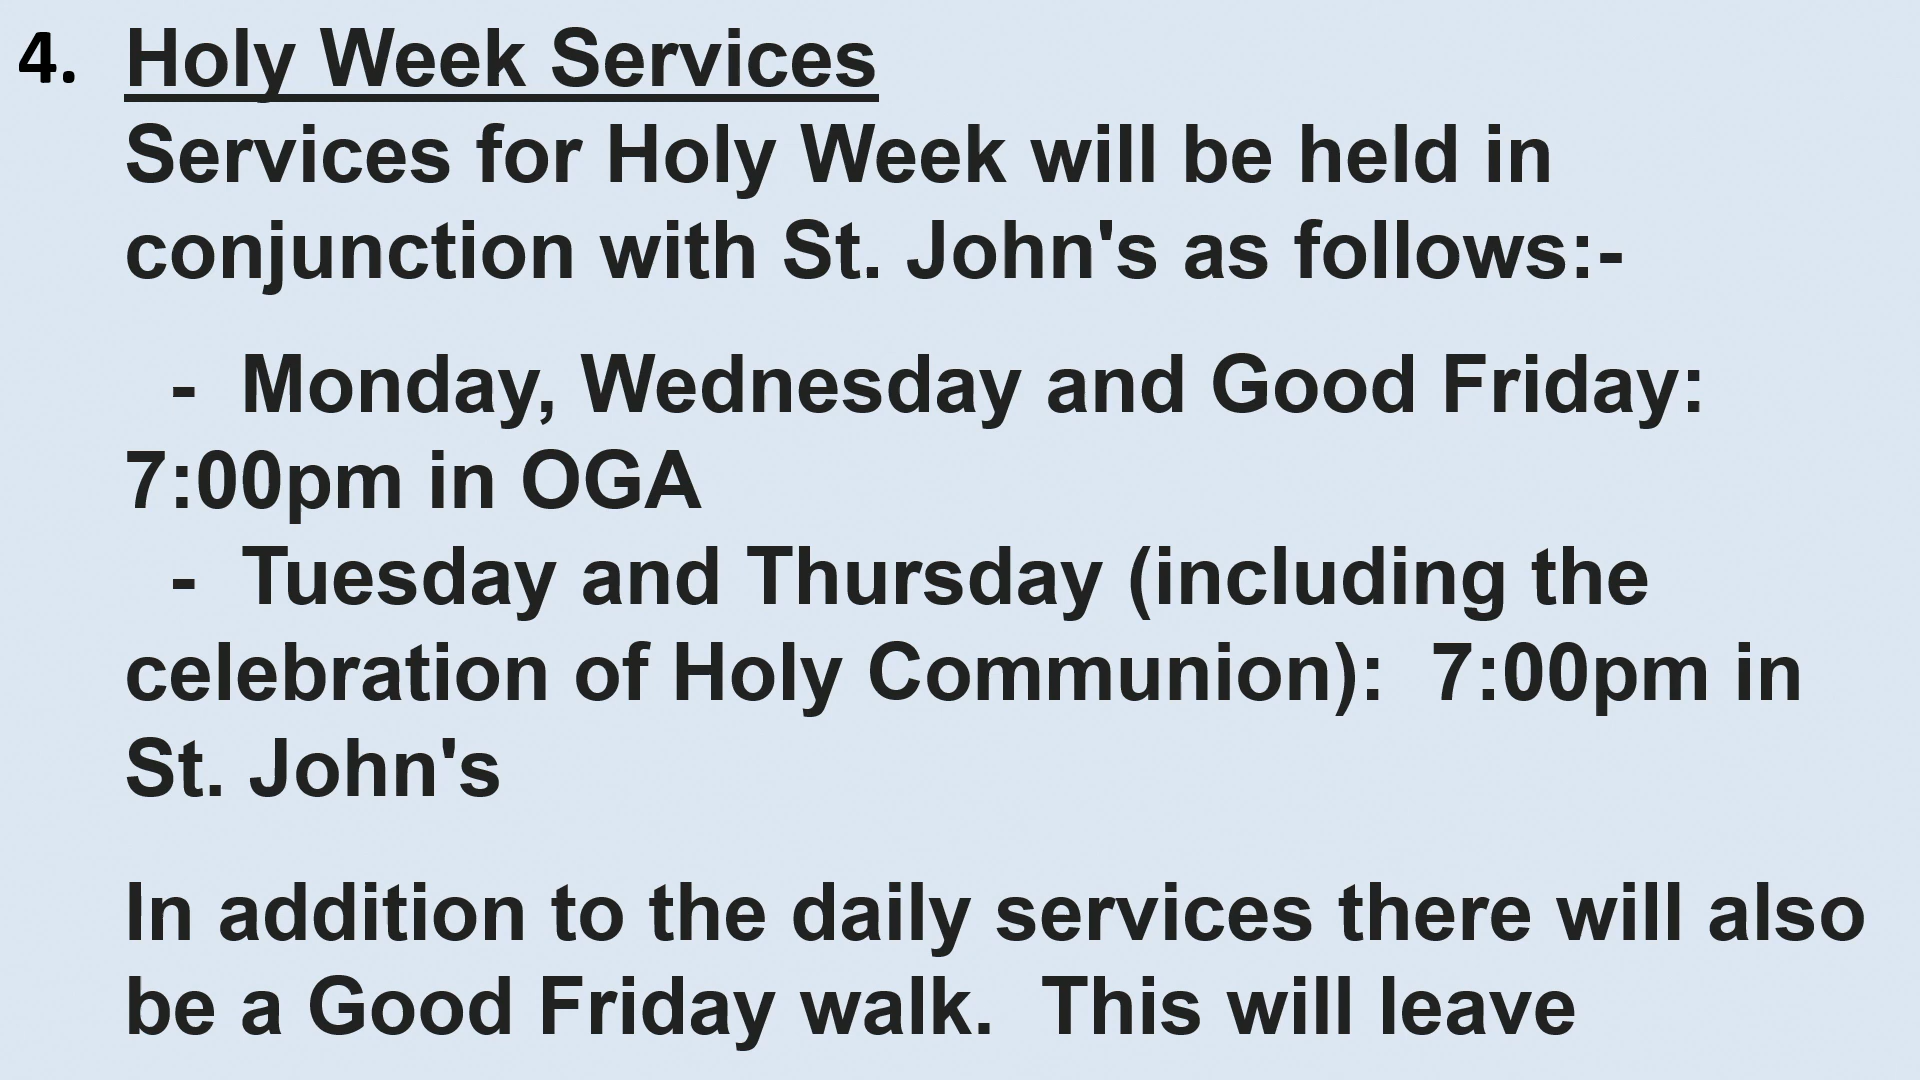 4. Holy Week Services
Services for Holy Week will be held in
conjunction with St. John's as follows:-
- Monday, Wednesday and Good Friday:
7:00pm in OGA
- Tuesday and Thursday (including the
celebration of Holy Communion): 7:00pm in
St. John's
In addition to the daily services there will also
be a Good Friday walk. This will leave